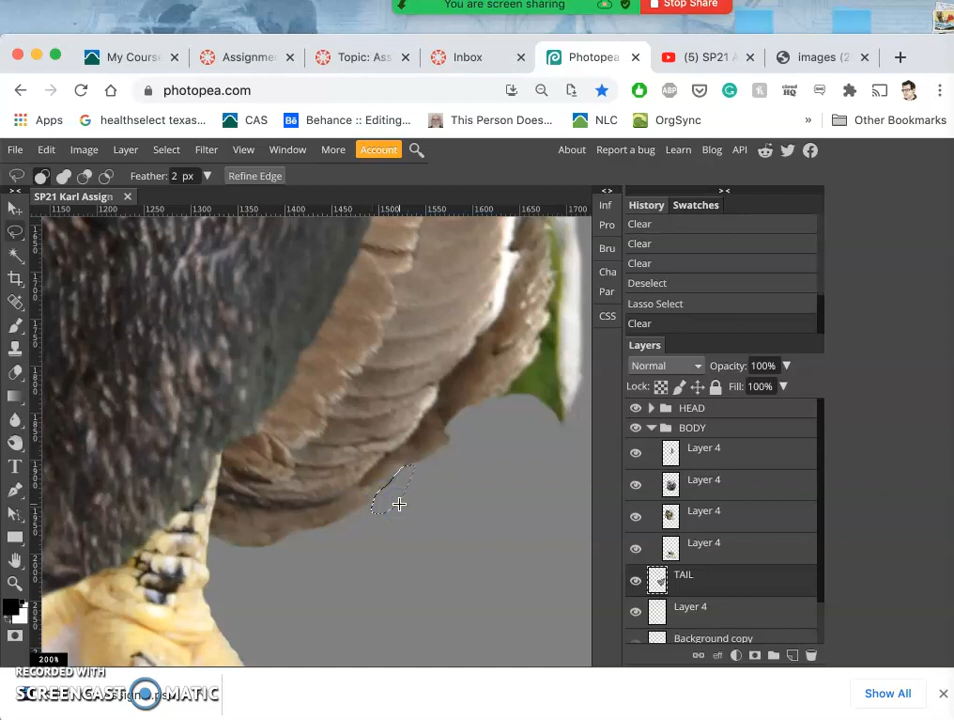 You are screen sharing
Stop Share
My Course
Assignme
Topic: Ass
Inbox
Photopea
(5) SP21 A
images (2
photopea.com
Apps
healthselect texas...
CAS
Behance :: Editing...
This Person Does...
NLC
OrgSync
»
Other Bookmarks
File Edit Image Layer Select Filter View Window More Account
About Report a bug Learn Blog API
Feather: 2 px
Refine Edge
SP21 Karl Assign
1150 1200 1250 1300 1350 1400 1450 1500 1550 1600 1650 1700
Inf
Pro
Bru
Cha
Par
CSS
History Swatches
Clear
Clear
Clear
Deselect
Lasso Select
Clear
Layers
Normal
Opacity: 100%
Lock:
Fill: 100%
HEAD
BODY
Layer 4
Layer 4
Layer 4
Layer 4
TAIL
Layer 4
Background copy
eff
200%
RECORDED WITH
SCREENCAST MATIC
Show All